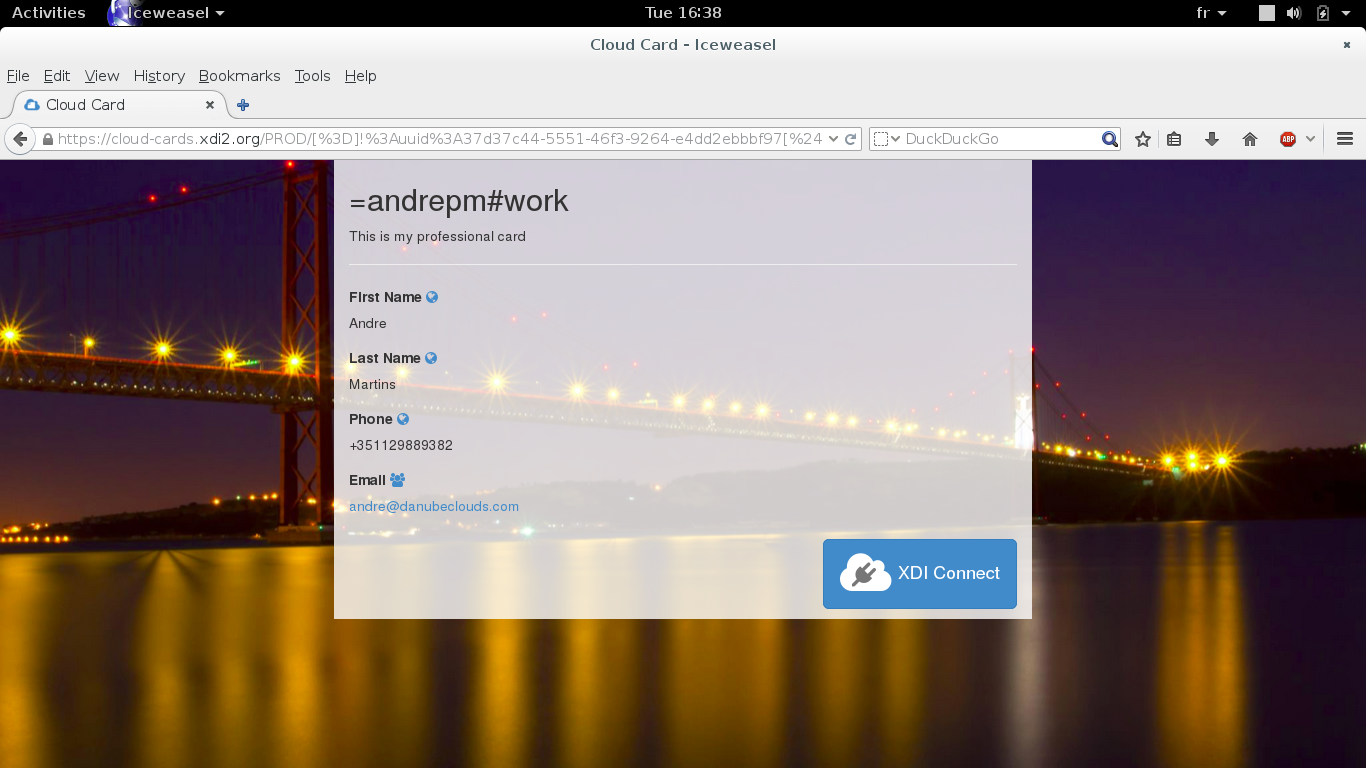 Activities Iceweasel Tue 16:38 fr
Cloud Card - Iceweasel
File Edit View History Bookmarks Tools Help
Cloud Card
https://cloud-cards.xdi2.org/PROD/[%3D]!%3Auuid%3A37d37c44-5551-46f3-9264-e4dd2ebbbf97[%24 DuckDuckGo ABP
=andrepm#work
This is my professional card
First Name
Andre
Last Name
Martins
Phone
+351129889382
Email
andre@danubeclouds.com
XDI Connect